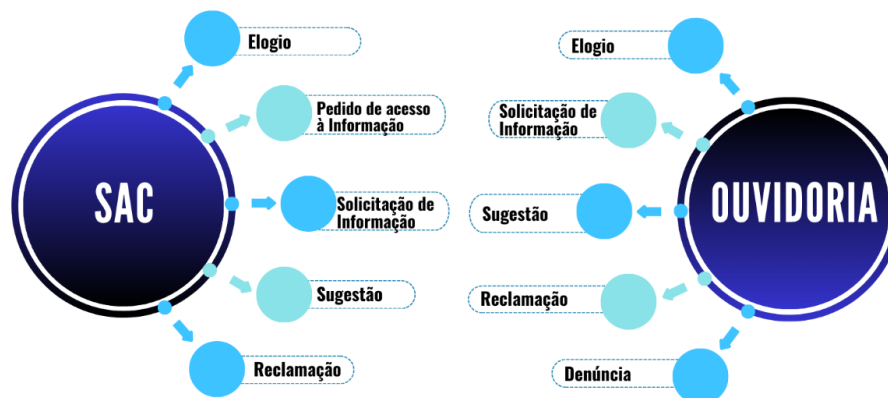 SAC
Elogio
Pedido de acesso
à Informação
Solicitação de
Informação
Sugestão
Reclamação
OUVIDORIA
Elogio
Solicitação de
Informação
Sugestão
Reclamação
Denúncia